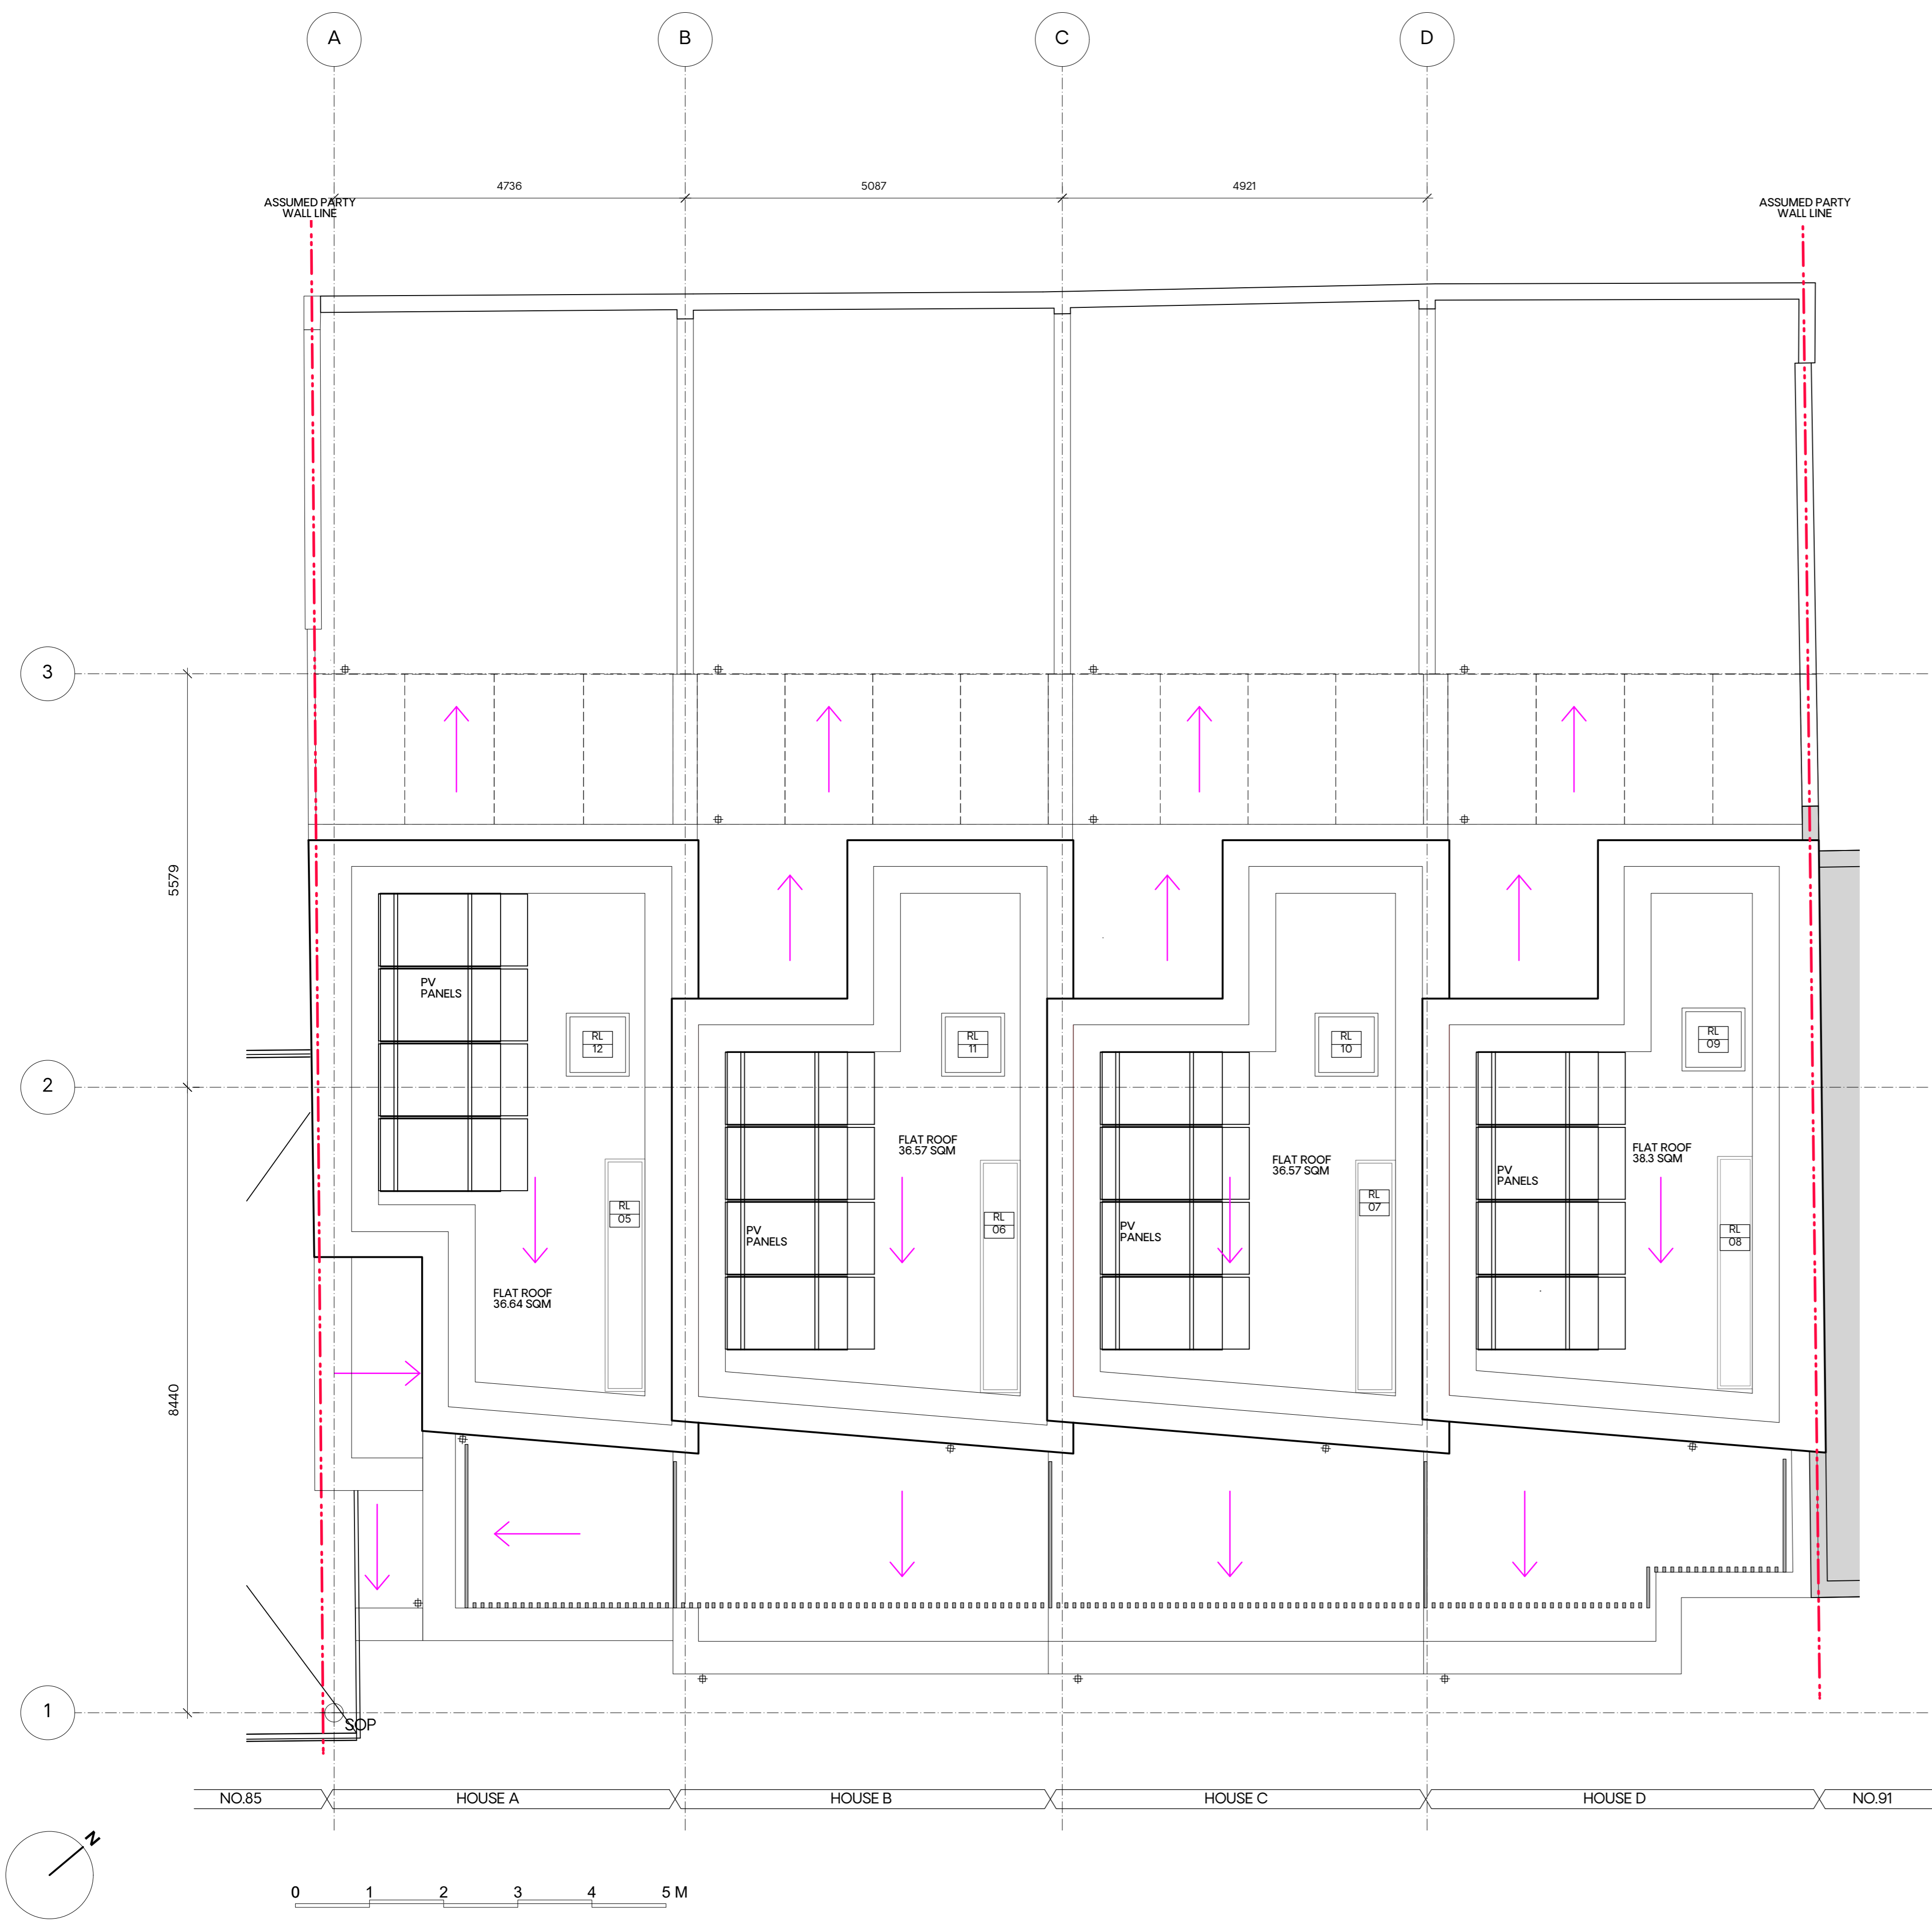 A
B
C
D
4736
5087
4921
ASSUMED PARTY
WALL LINE
ASSUMED PARTY
WALL LINE
3
5579
PV
PANELS
RL
12
RL
11
RL
10
RL
09
2
FLAT ROOF
36.57 SQM
FLAT ROOF
36.57 SQM
FLAT ROOF
38.3 SQM
PV
PANELS
RL
05
RL
06
RL
07
RL
08
PV
PANELS
PV
PANELS
FLAT ROOF
36.64 SQM
8440
1
SOP
NO.85
HOUSE A
HOUSE B
HOUSE C
HOUSE D
NO.91
N
0 1 2 3 4 5 M